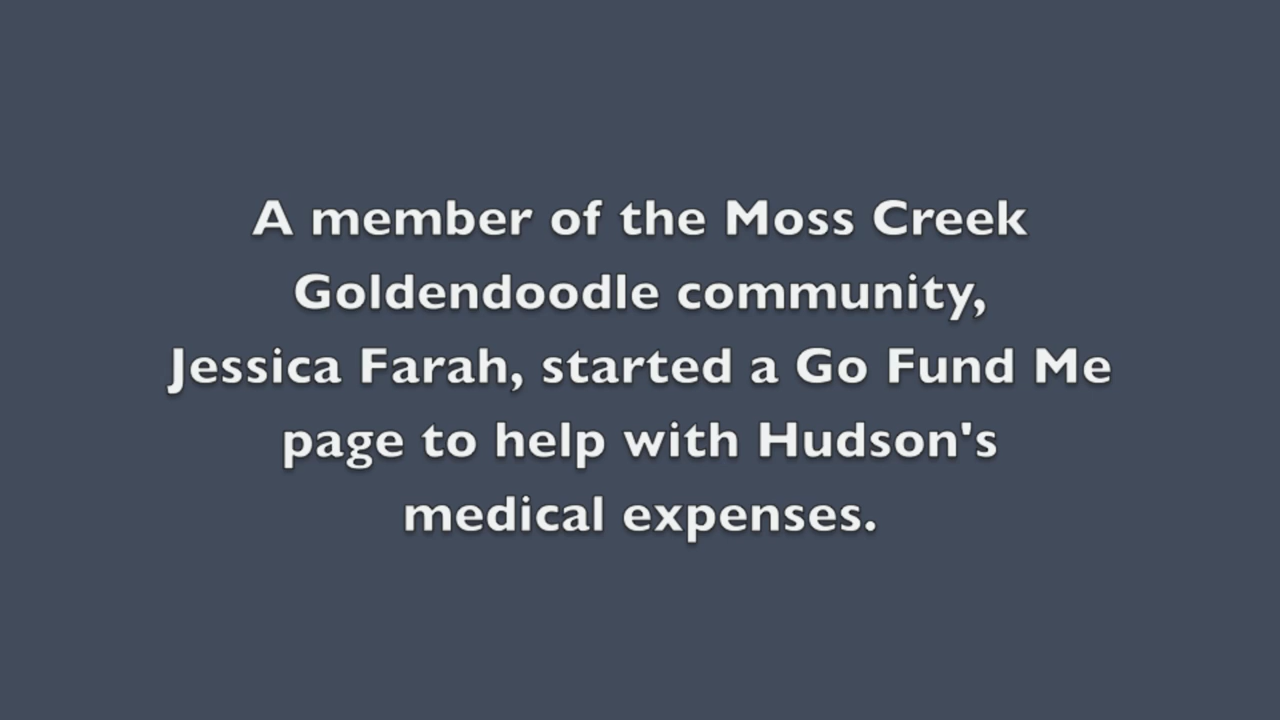 A member of the Moss Creek
Goldendoodle community,
Jessica Farah, started a Go Fund Me
page to help with Hudson's
medical expenses.